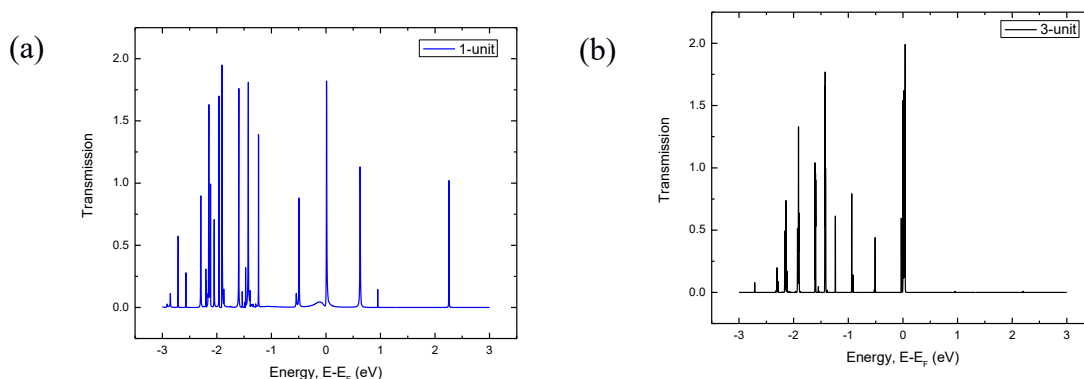 (a)
1-unit
2.0
1.5
1.0
0.5
0.0
Transmission
-3 -2 -1 0 1 2 3
Energy, E-E_F (eV)
(b)
3-unit
2.0
1.5
1.0
0.5
0.0
Transmission
-3 -2 -1 0 1 2 3
Energy, E-E_F (eV)